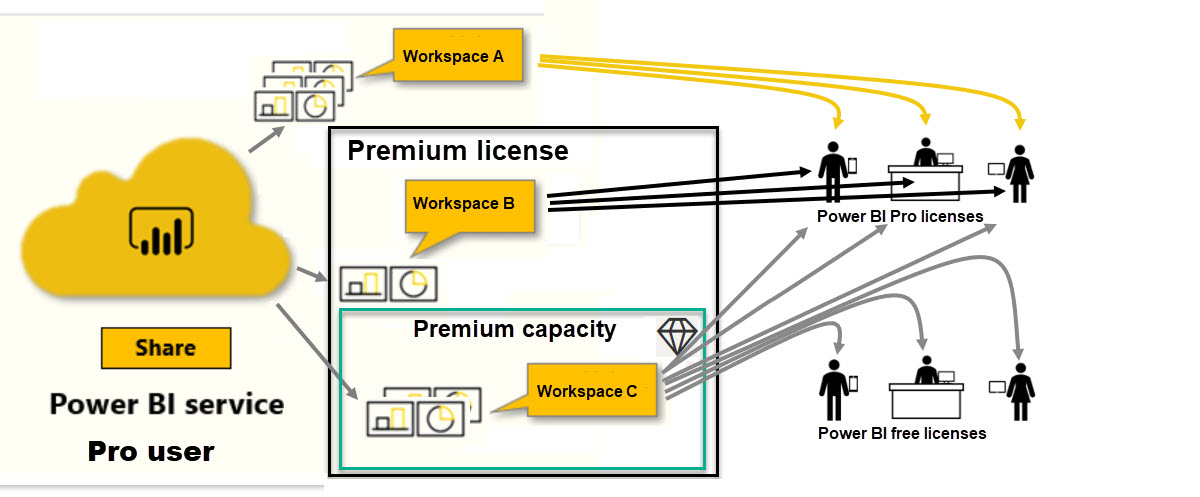 Workspace A
Premium license
Workspace B
Power BI Pro licenses
Premium capacity
Share
Workspace C
Power BI service
Pro user
Power BI free licenses